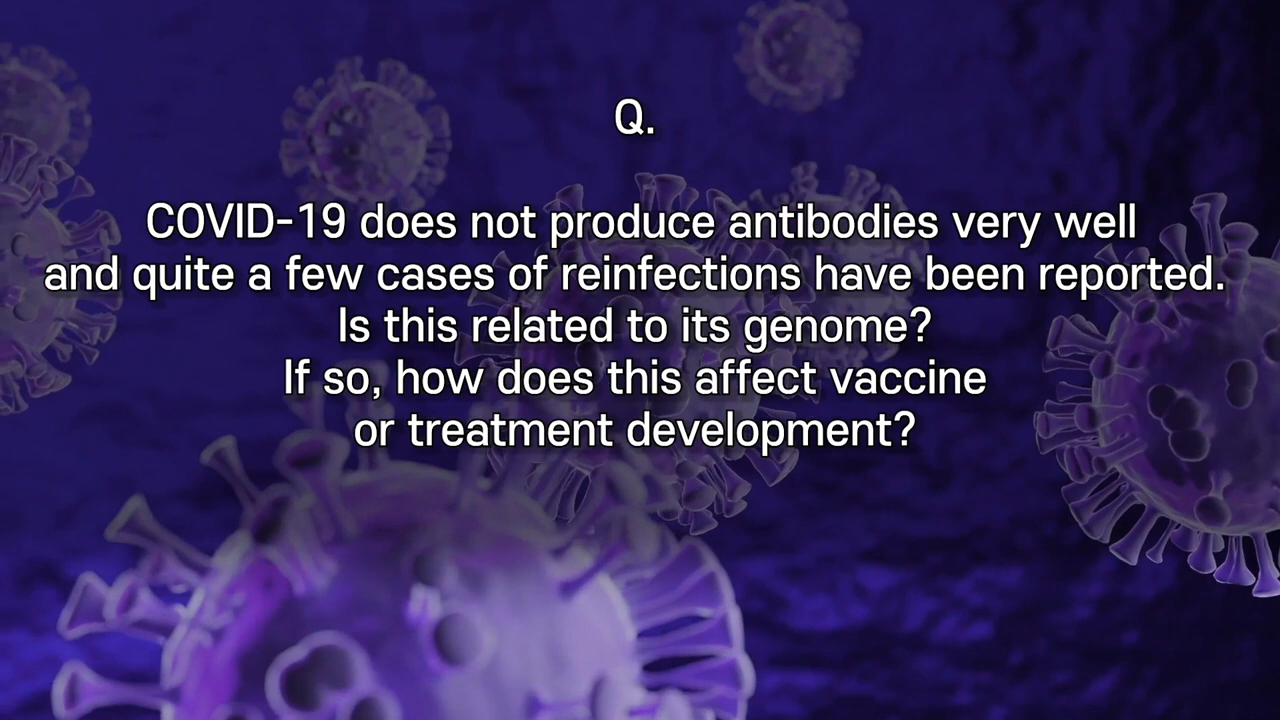 Q.
COVID-19 does not produce antibodies very well
and quite a few cases of reinfections have been reported.
Is this related to its genome?
If so, how does this affect vaccine
or treatment development?